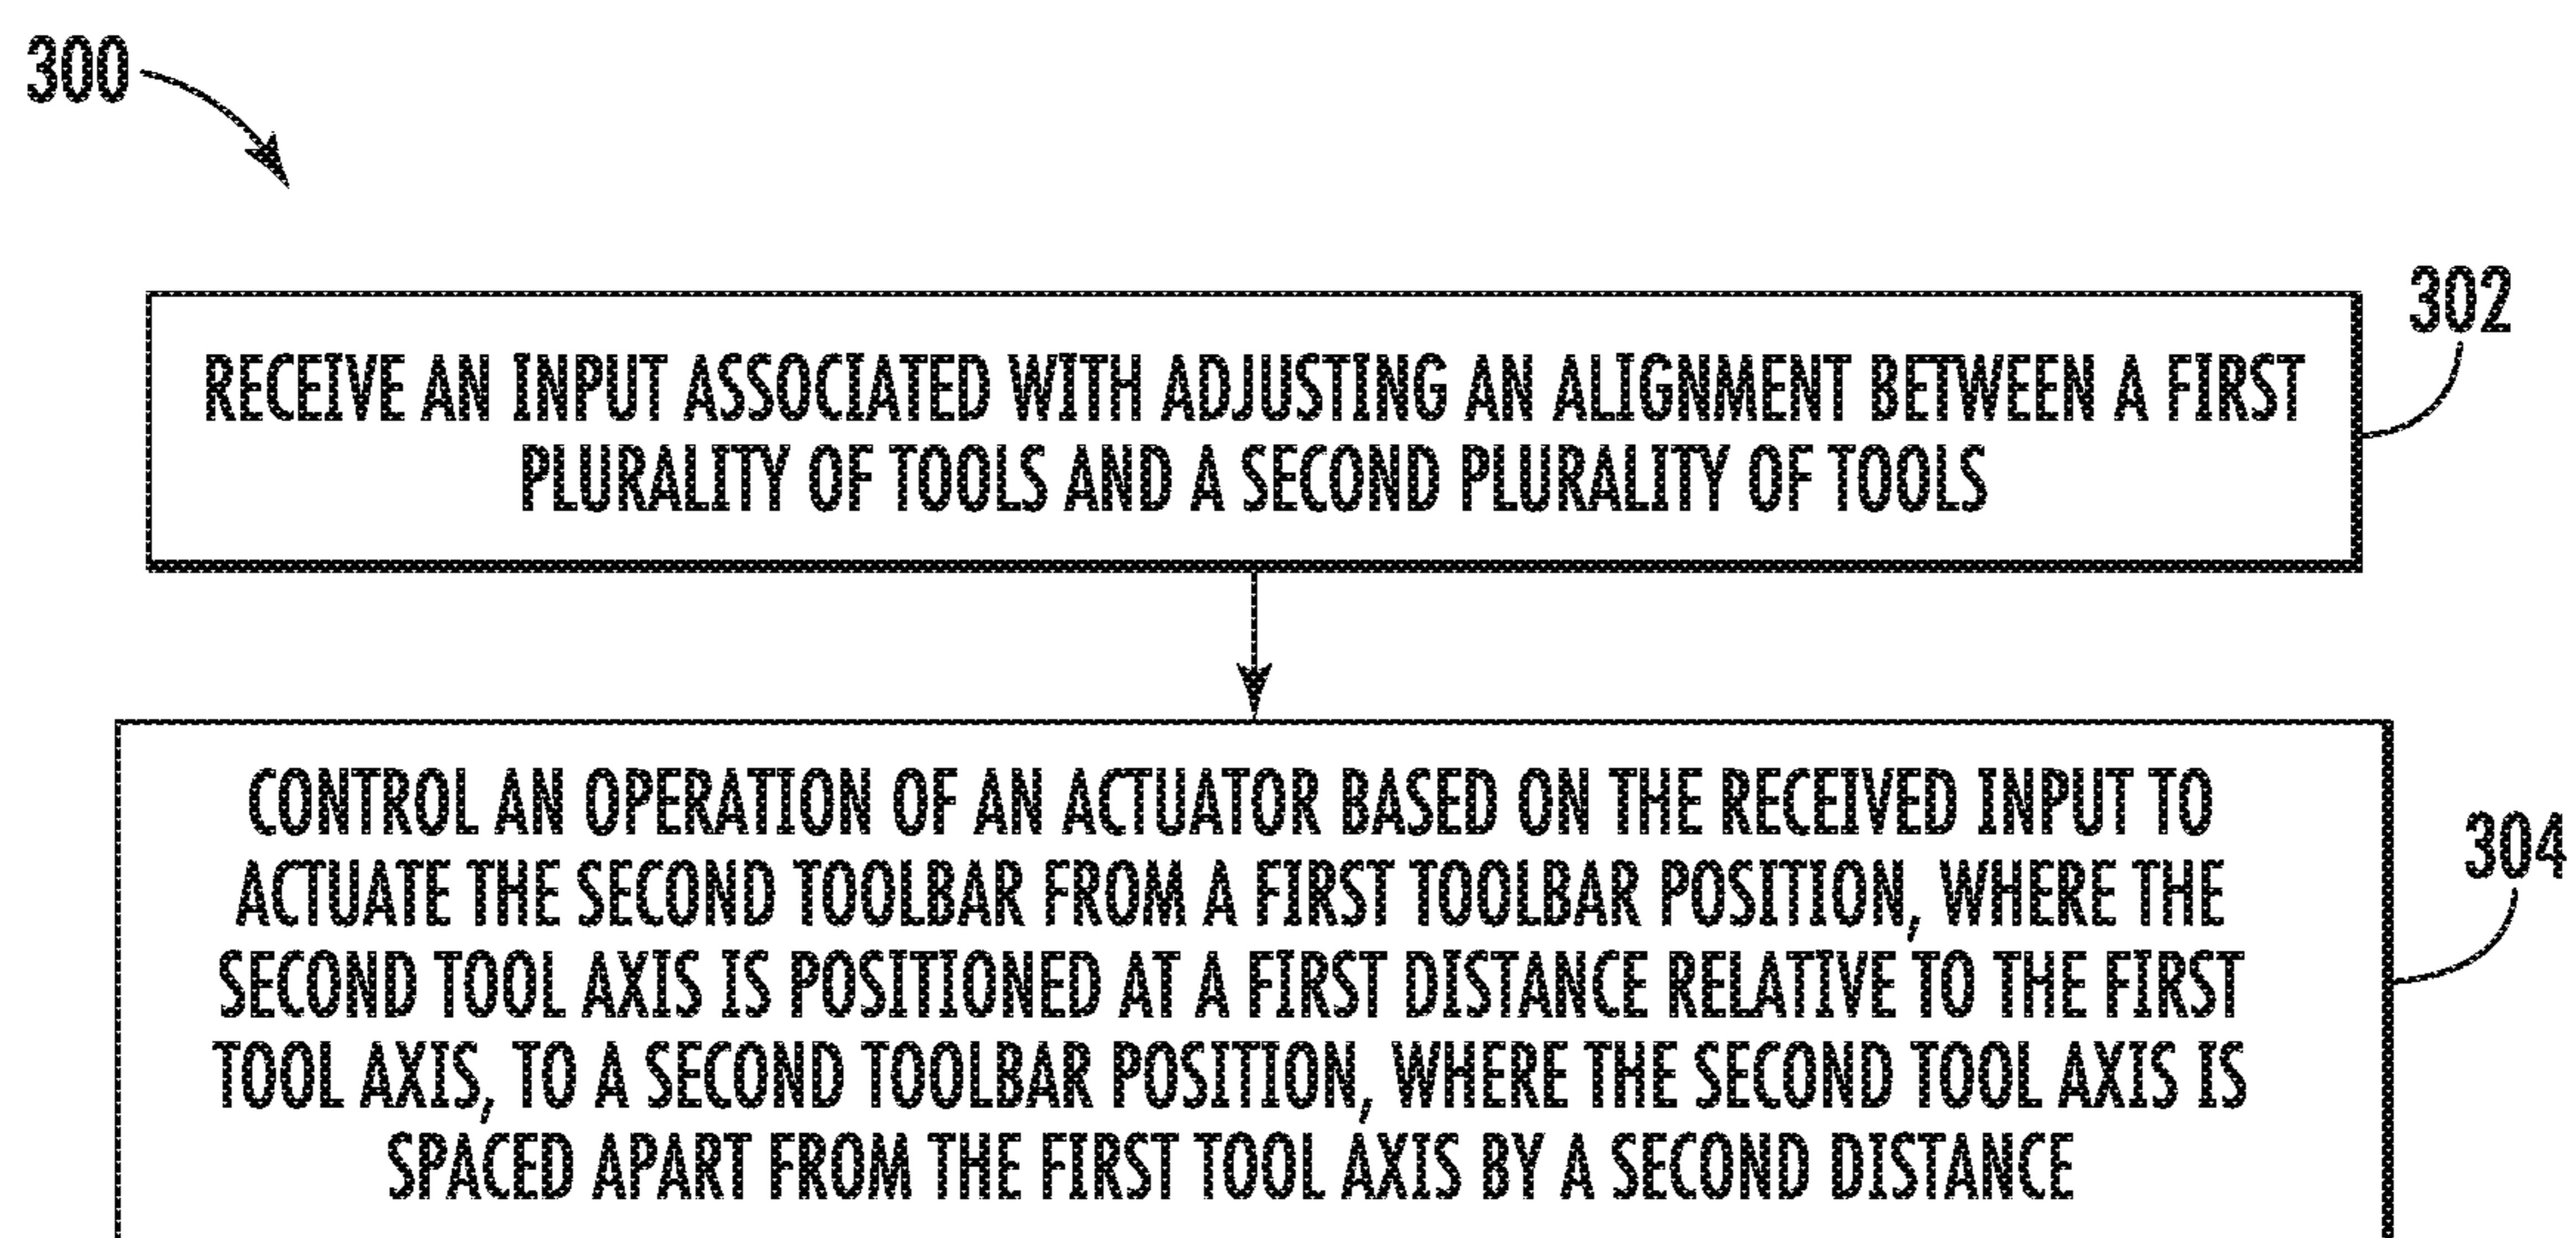 300
302
RECEIVE AN INPUT ASSOCIATED WITH ADJUSTING AN ALIGNMENT BETWEEN A FIRST
PLURALITY OF TOOLS AND A SECOND PLURALITY OF TOOLS
304
CONTROL AN OPERATION OF AN ACTUATOR BASED ON THE RECEIVED INPUT TO
ACTUATE THE SECOND TOOLBAR FROM A FIRST TOOLBAR POSITION, WHERE THE
SECOND TOOL AXIS IS POSITIONED AT A FIRST DISTANCE RELATIVE TO THE FIRST
TOOL AXIS, TO A SECOND TOOLBAR POSITION, WHERE THE SECOND TOOL AXIS IS
SPACED APART FROM THE FIRST TOOL AXIS BY A SECOND DISTANCE